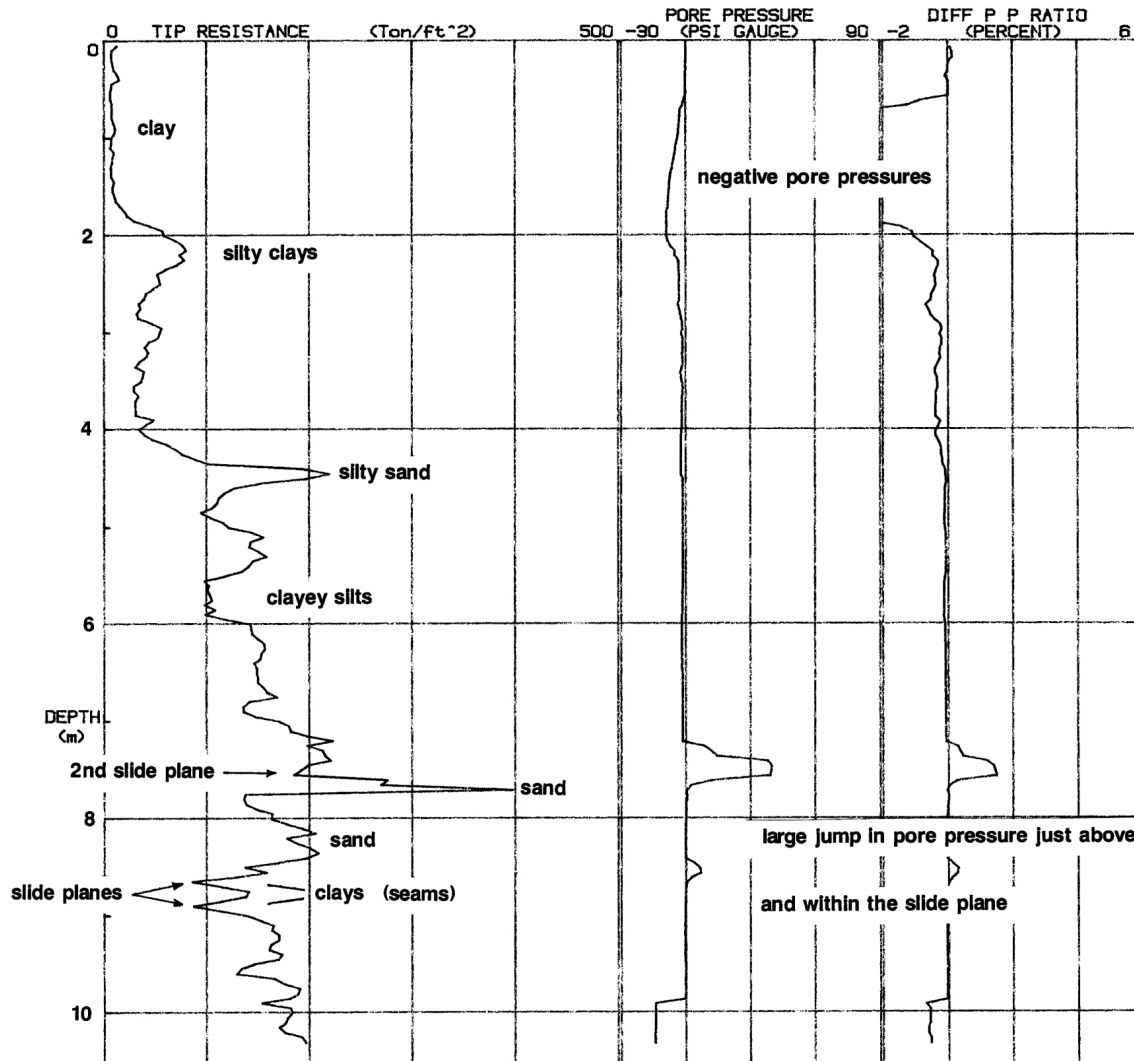 0 TIP RESISTANCE (Ton/ft^2) 500
-30 PORE PRESSURE (PSI GAUGE) 90
-2 DIFF P P RATIO (PERCENT) 6
0
clay
negative pore pressures
2
silty clays
4
silty sand
clayey silts
6
DEPTH
(m)
2nd slide plane
sand
8
sand
large jump in pore pressure just above
slide planes
clays (seams)
and within the slide plane
10